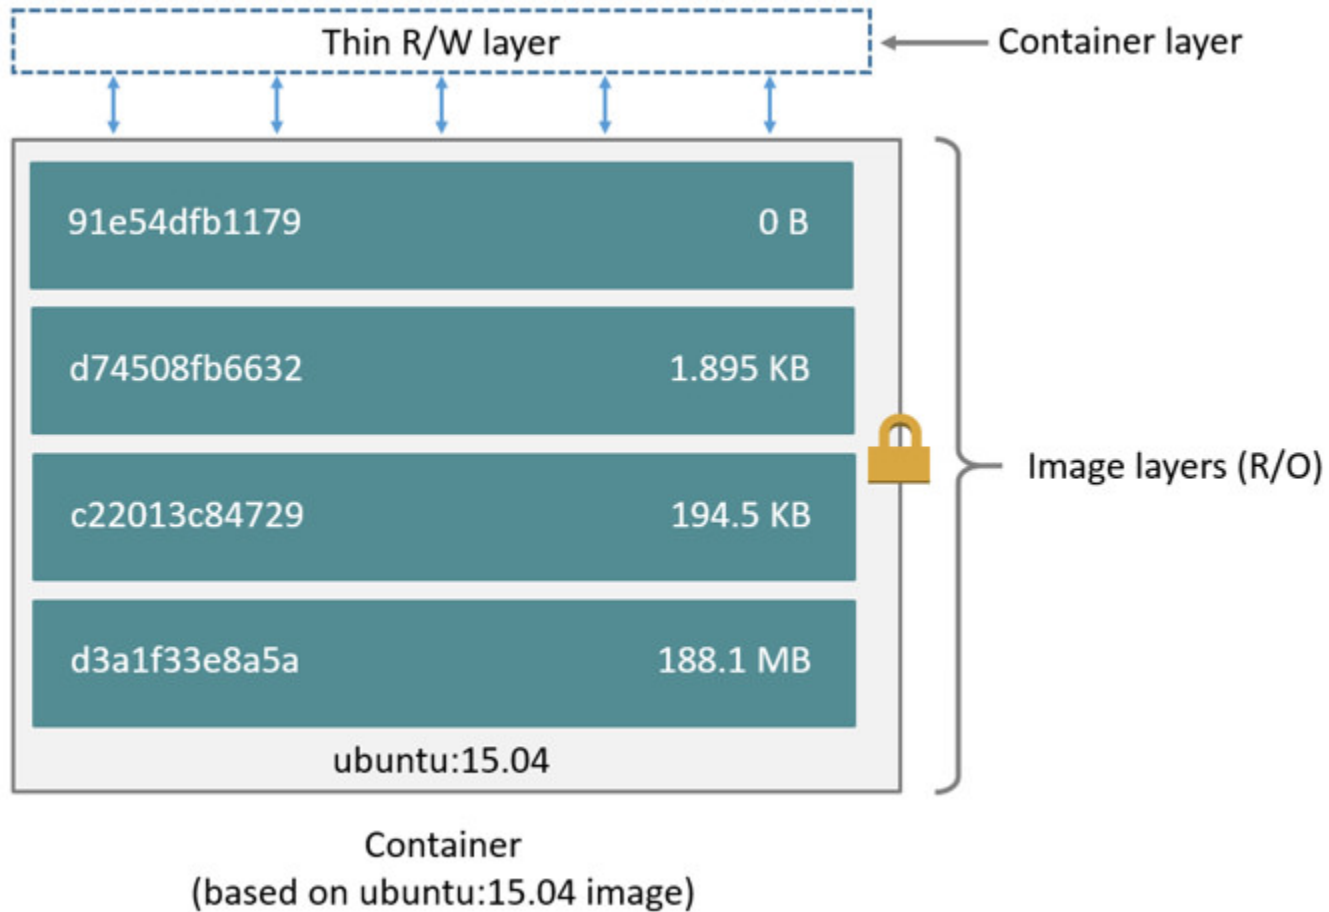 Thin R/W layer
Container layer
91e54dfb1179 0 B
d74508fb6632 1.895 KB
c22013c84729 194.5 KB
d3a1f33e8a5a 188.1 MB
ubuntu:15.04
Image layers (R/O)
Container
(based on ubuntu:15.04 image)